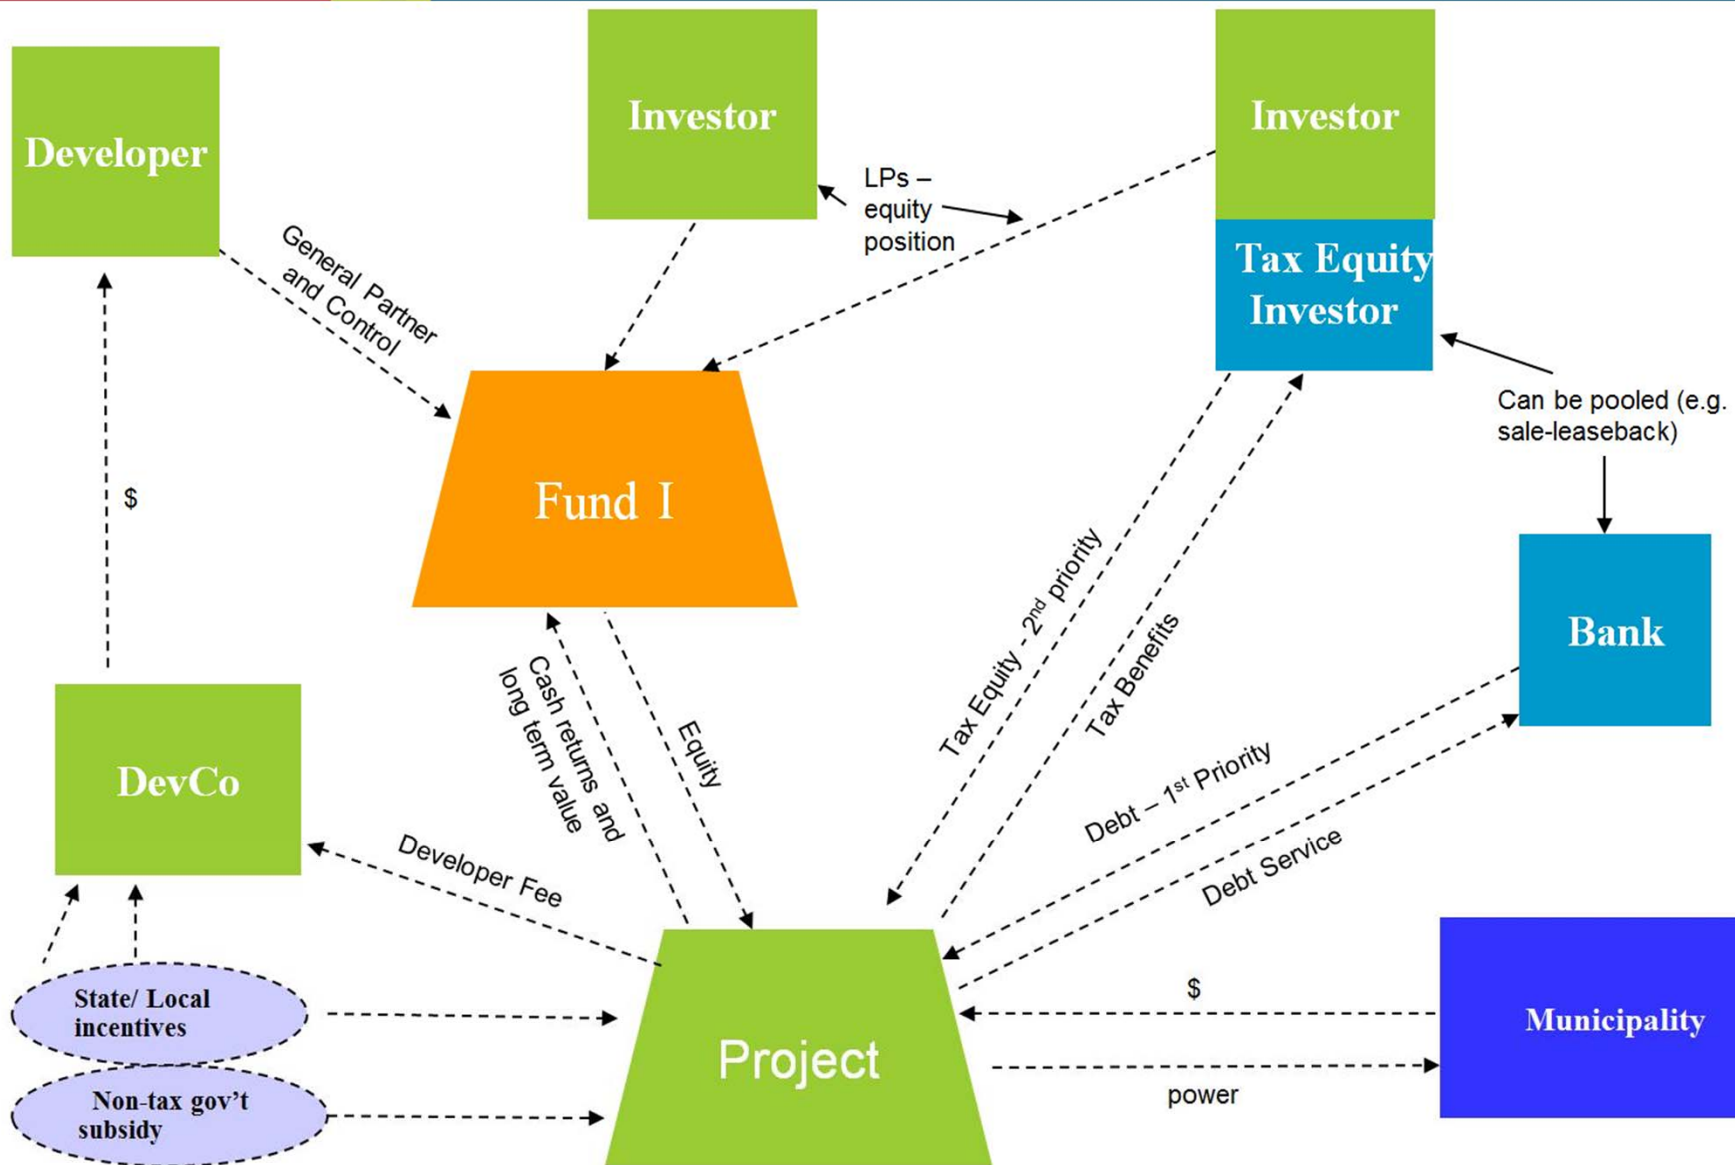 Developer
Investor
Investor
LPs –
equity
position
General Partner
and Control
Tax Equity
Investor
Can be pooled (e.g.
sale-leaseback)
$
Fund I
Tax Equity - 2nd priority
Tax Benefits
Bank
Cash returns and
long term value
Equity
DevCo
Developer Fee
Debt – 1st Priority
Debt Service
State/ Local
incentives
$
Municipality
Project
power
Non-tax gov't
subsidy